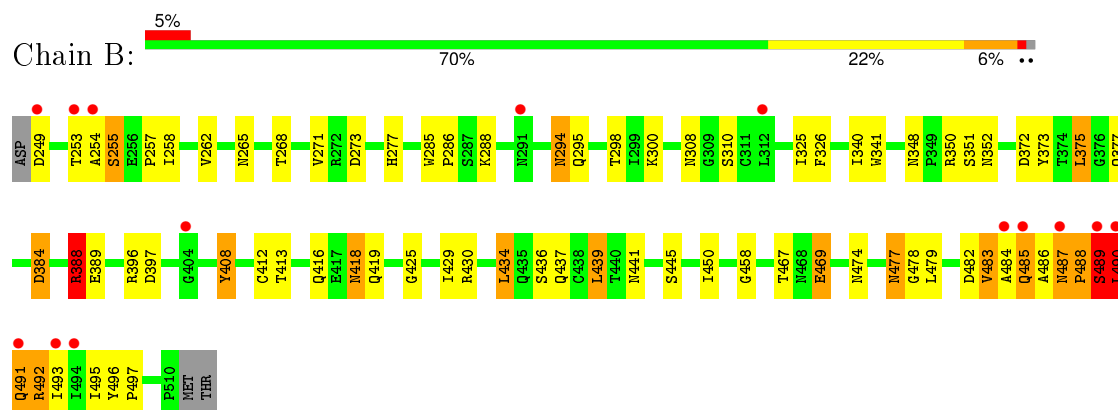 5%
Chain B:
70% 22% 6% ••
ASP D249 T253 A254 S255 E256 P257 I258 V262 N265 T268 V271 R272 D273 H277 W285 P286 S287 K288 N291 N294 Q295 T298 I299 K300 N308 G309 S310 C311 L312 I325 F326 I340 W341 N348 P349 R350 S351 N352 D372 Y373 T374 L375 G376 Q377
D384 R388 E389 R396 D397 G404 Y408 C412 T413 Q416 E417 N418 Q419 G425 I429 R430 L434 Q435 S436 Q437 C438 L439 T440 N441 S445 I450 G458 T467 N468 E469 N474 N477 G478 L479 D482 V483 A484 Q485 A486 N487 P488 S489 L490
Q491 R492 I493 I494 I495 Y496 P497 P510 MET THR